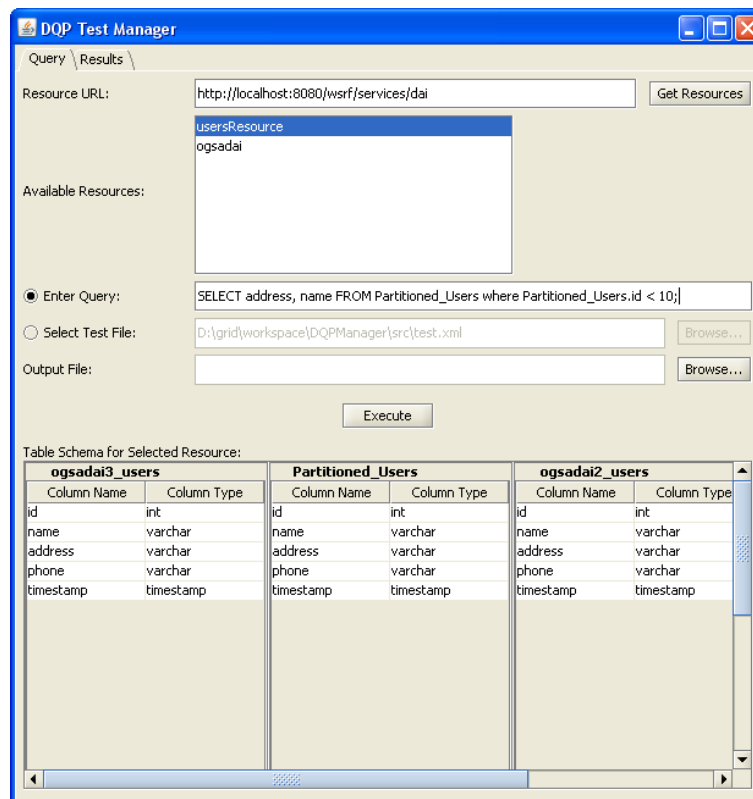 DQP Test Manager
Query Results
Resource URL: http://localhost:8080/wsrf/services/dai Get Resources
usersResource
ogsadai
Available Resources:
Enter Query: SELECT address, name FROM Partitioned_Users where Partitioned_Users.id < 10;
Select Test File: D:\grid\workspace\DQPManager\src\test.xml Browse...
Output File: Browse...
Execute
Table Schema for Selected Resource:
ogsadai3_users Partitioned_Users ogsadai2_users
Column Name Column Type Column Name Column Type Column Name Column Type
id int id int id int
name varchar name varchar name varchar
address varchar address varchar address varchar
phone varchar phone varchar phone varchar
timestamp timestamp timestamp timestamp timestamp timestamp